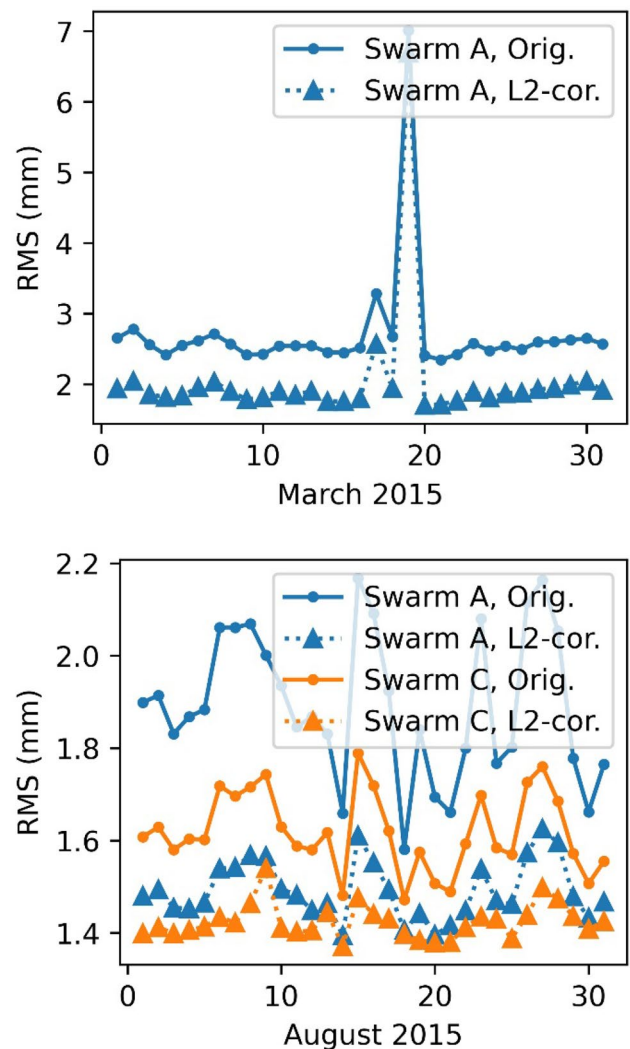 7
6
5
4
3
2
RMS (mm)
Swarm A, Orig.
Swarm A, L2-cor.
0 10 20 30
March 2015
2.2
2.0
1.8
1.6
1.4
RMS (mm)
Swarm A, Orig.
Swarm A, L2-cor.
Swarm C, Orig.
Swarm C, L2-cor.
0 10 20 30
August 2015